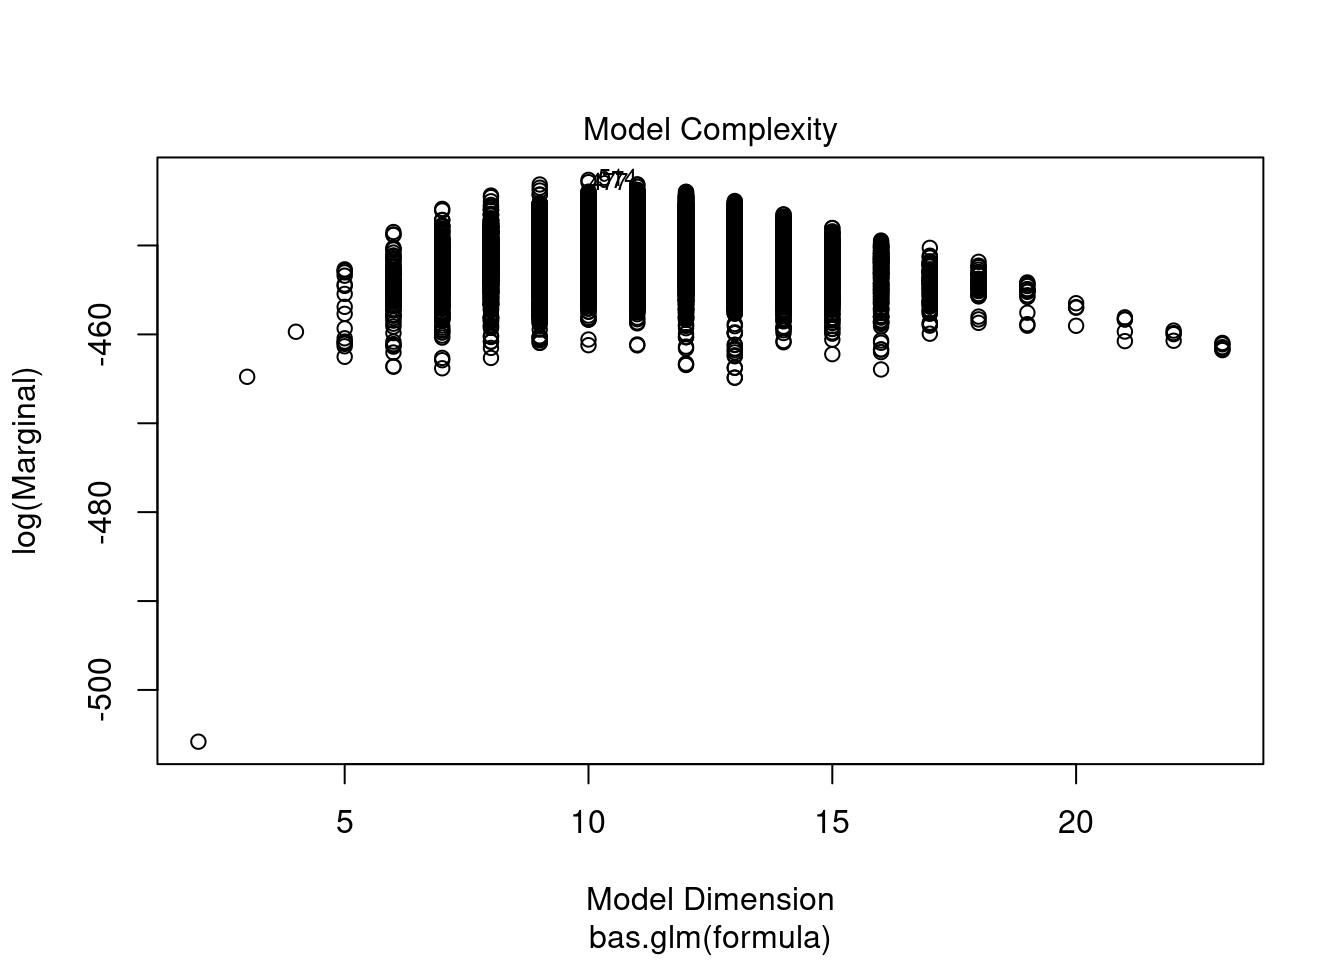 Model Complexity
log(Marginal)
-460
-480
-500
5 10 15 20
Model Dimension
bas.glm(formula)